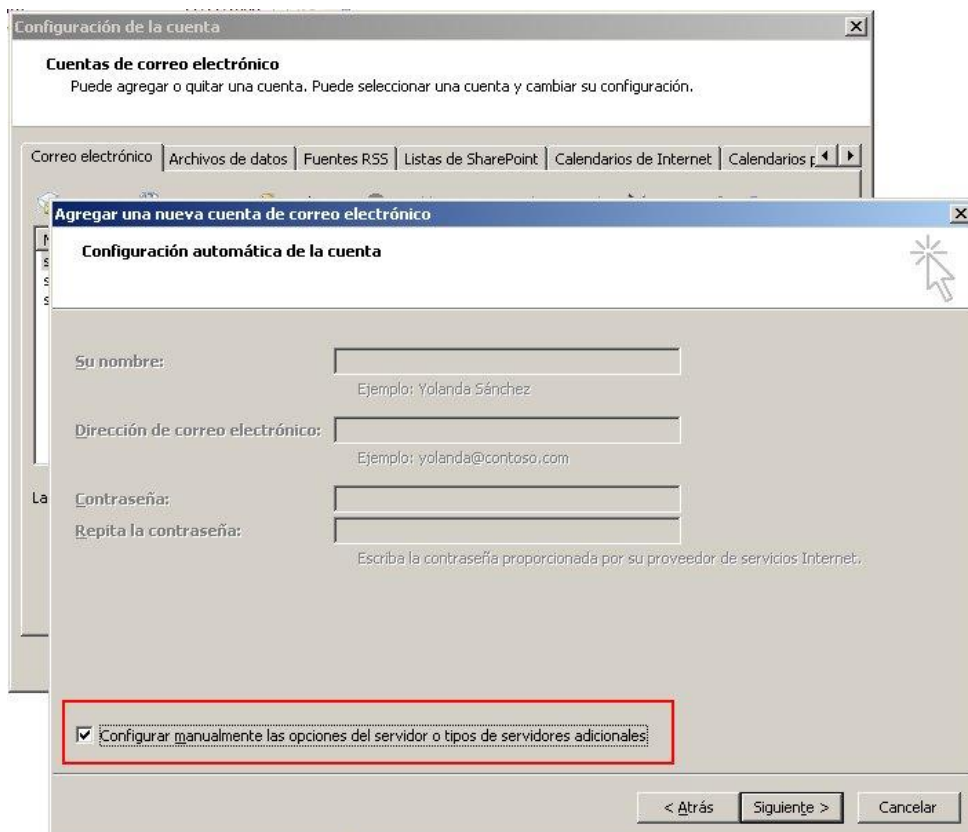 Configuración de la cuenta
Cuentas de correo electrónico
Puede agregar o quitar una cuenta. Puede seleccionar una cuenta y cambiar su configuración.
Correo electrónico Archivos de datos Fuentes RSS Listas de SharePoint Calendarios de Internet Calendarios
Agregar una nueva cuenta de correo electrónico
Configuración automática de la cuenta
Su nombre:
Ejemplo: Yolanda Sánchez
Dirección de correo electrónico:
Ejemplo: yolanda@contoso.com
La
Contraseña:
Repita la contraseña:
Escriba la contraseña proporcionada por su proveedor de servicios Internet.
Configurar manualmente las opciones del servidor o tipos de servidores adicionales
< Atrás Siguiente > Cancelar